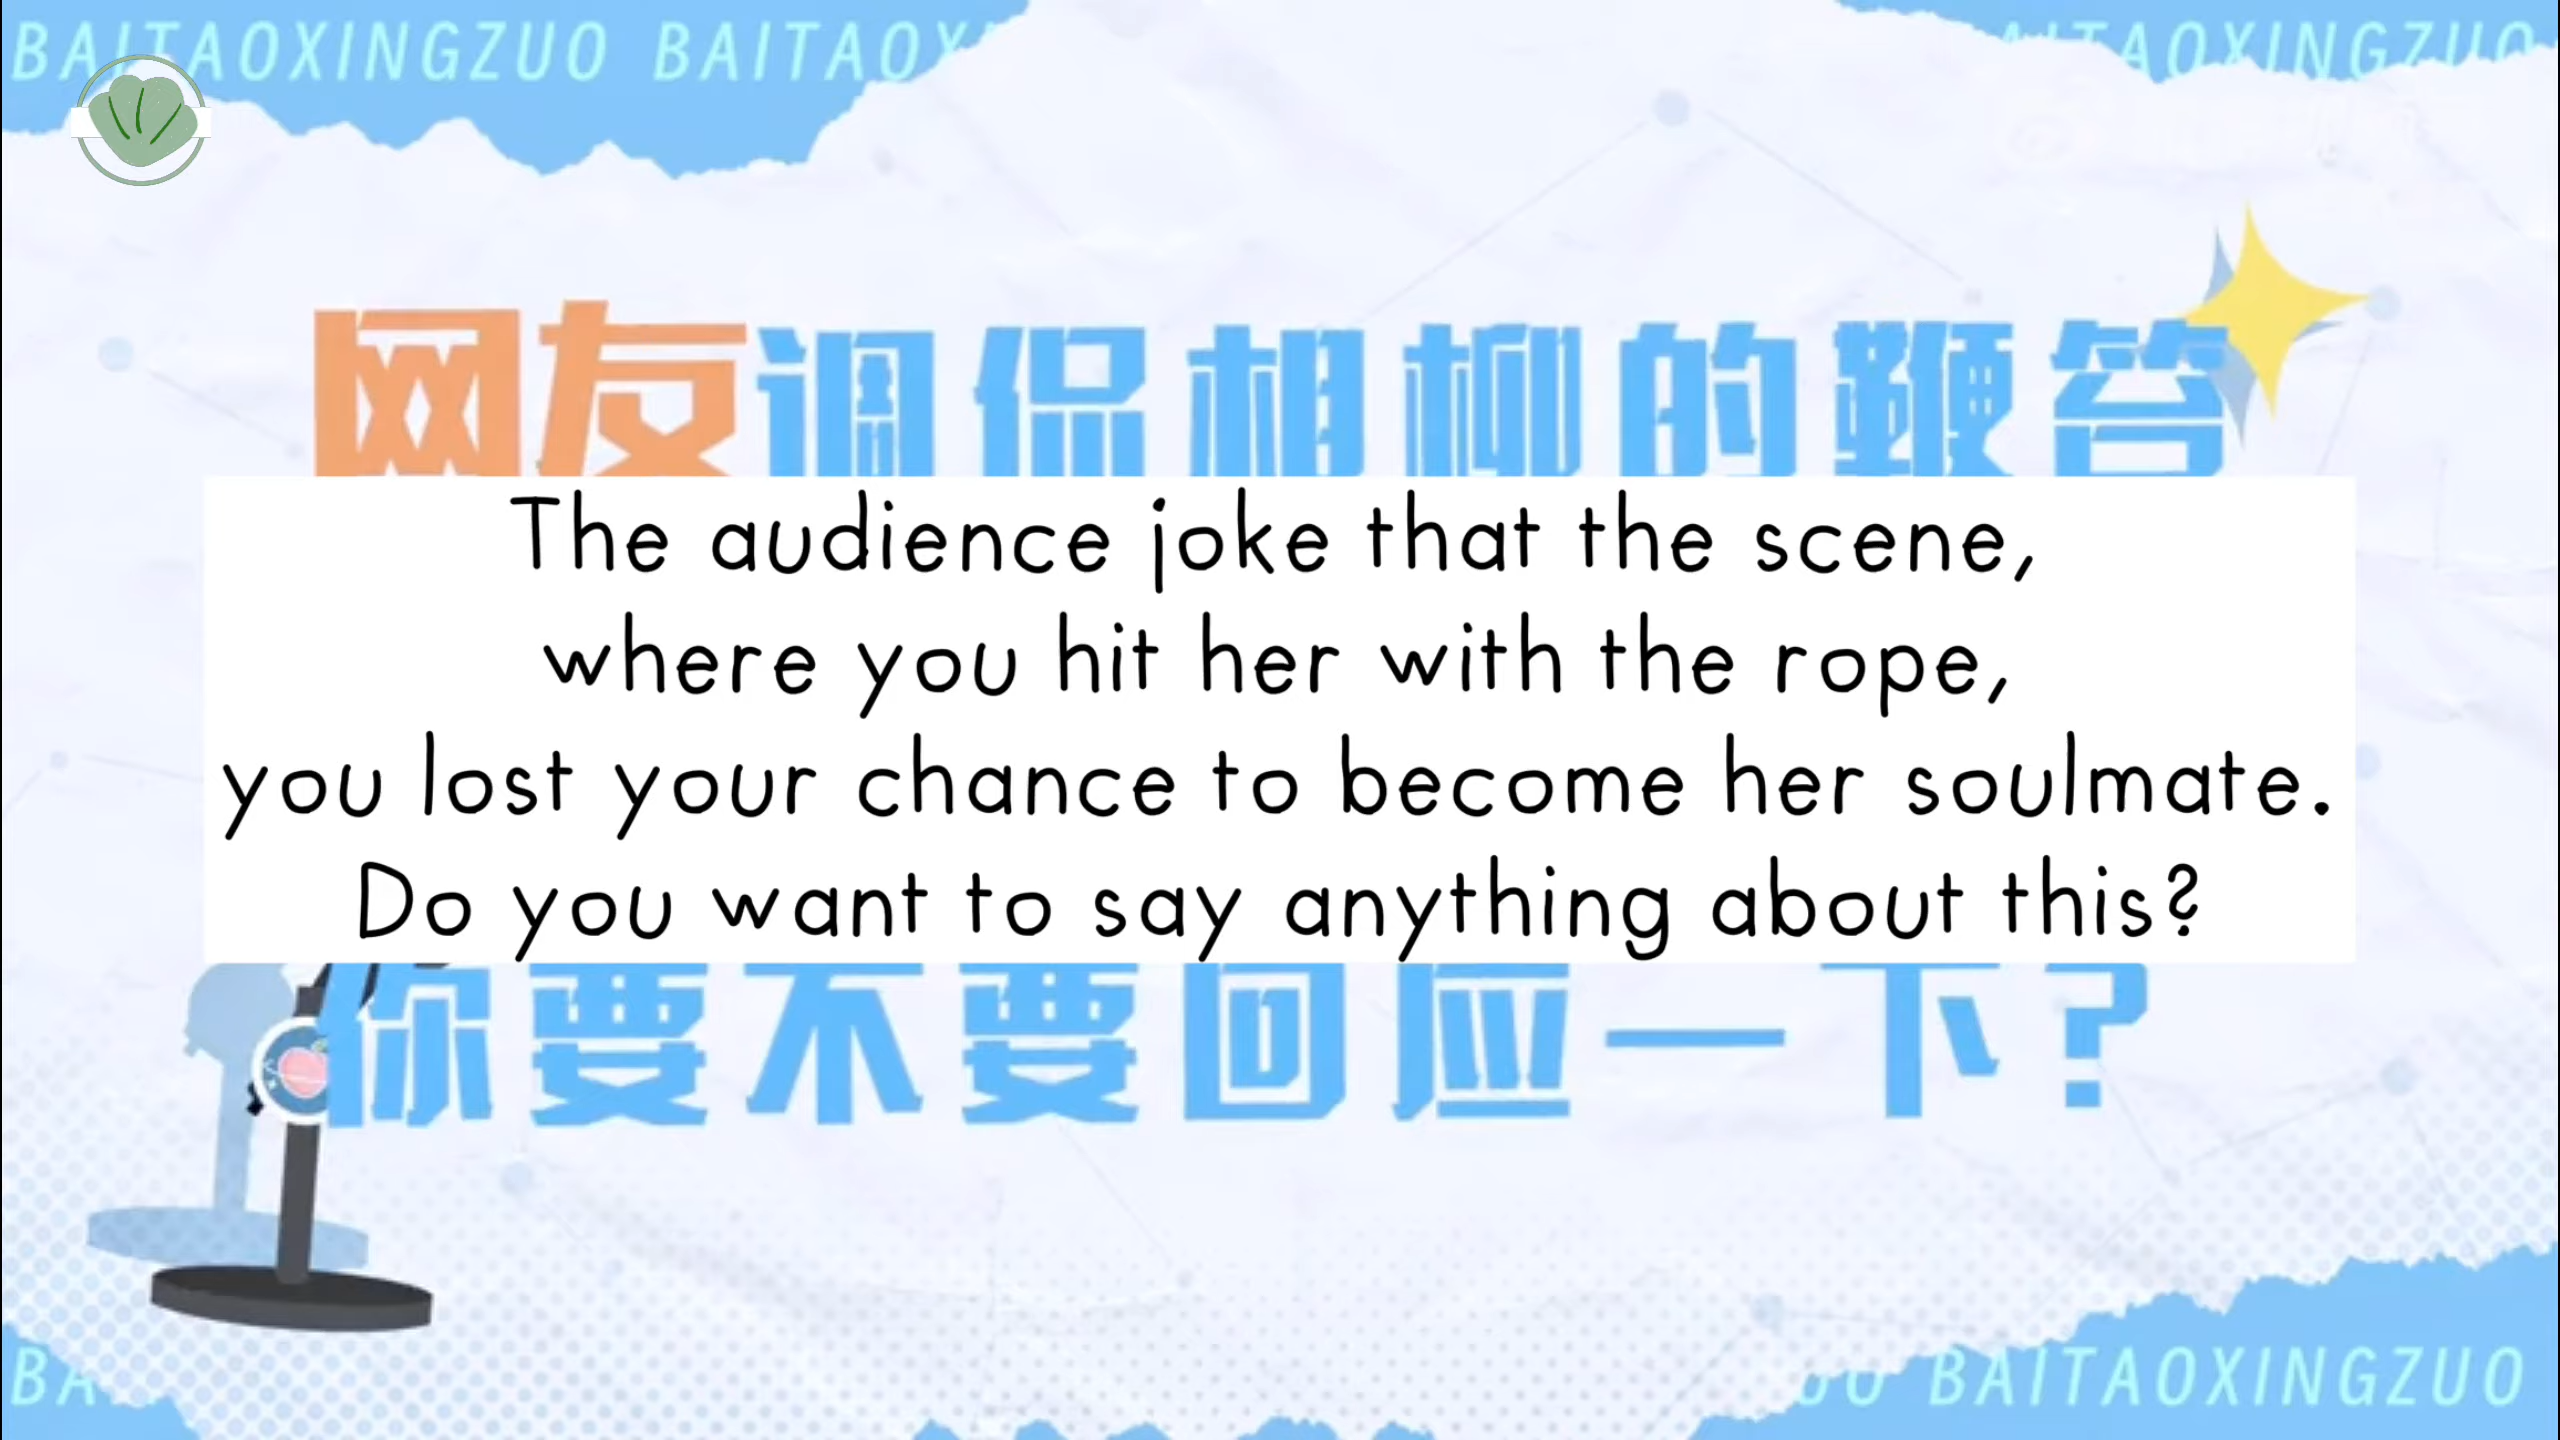 BAITAOXINGZUO BAITAOX
TAOXINGZUO
网友调侃相柳的鞭笞
The audience joke that the scene,
where you hit her with the rope,
you lost your chance to become her soulmate.
Do you want to say anything about this?
你要不要回应一下?
BAITAOXINGZUO